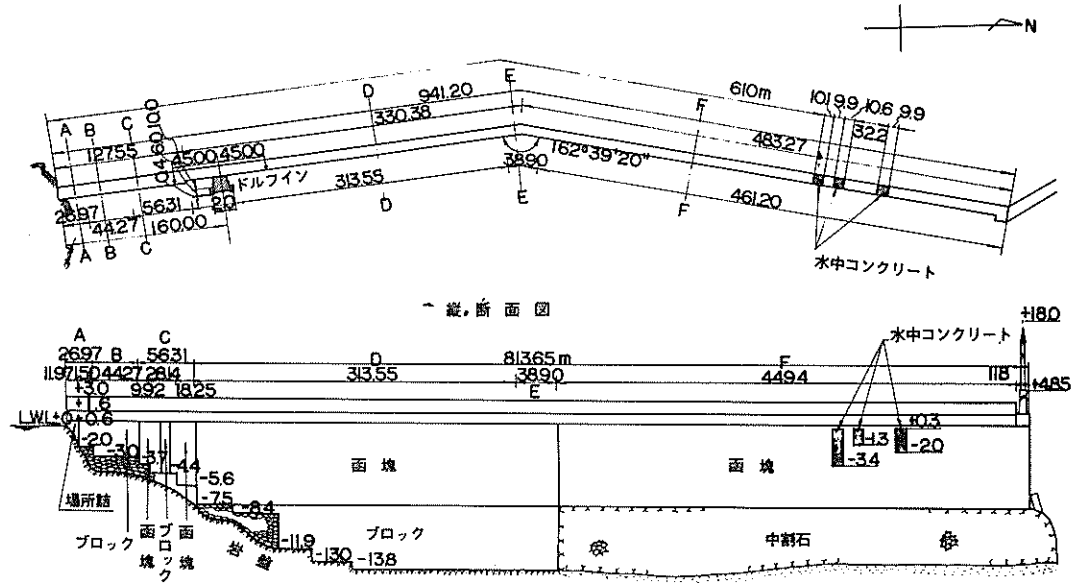 N
A B C D 941.20 E 610m
330.38 F 10.1 9.9 10.6 9.9
127.55 32.2
45.00 45.00 483.27
ドルフイン 38.90 162°39'20"
26.97 56.31 2.0 313.55 461.20
44.27 160.00 D E F
A B C
水中コンクリート
縦断面図
A C 水中コンクリート +18.0
26.97 B 56.31 D 813.65m F
11.97 15.0 44.27 28.14 313.55 38.90 449.4 11.8
+3.0 9.92 18.25 E +4.85
+1.6
LWL±0 +0.6 +0.3
-2.0 -3.0 -3.7 -4.4 -5.6 函塊 函塊 -3.4 -1.3 -2.0
-7.5 -8.4
場所詰
ブロック 函塊 ブロック 函塊 岩盤 -11.9 ブロック 中割石
-13.0 -13.8